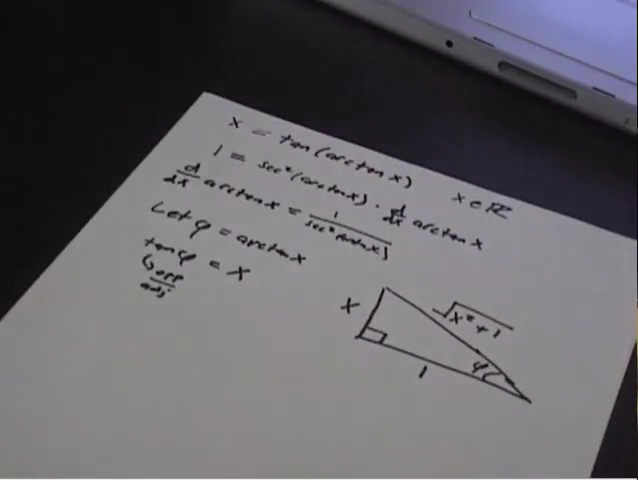 x = tan(arctan x)    x ∈ ℝ
1 = sec²(arctan x) · d/dx arctan x
d/dx arctan x = 1/sec²(arctan x)
Let φ = arctan x
tan φ = x
↳ opp/adj
x
√(x²+1)
φ
1